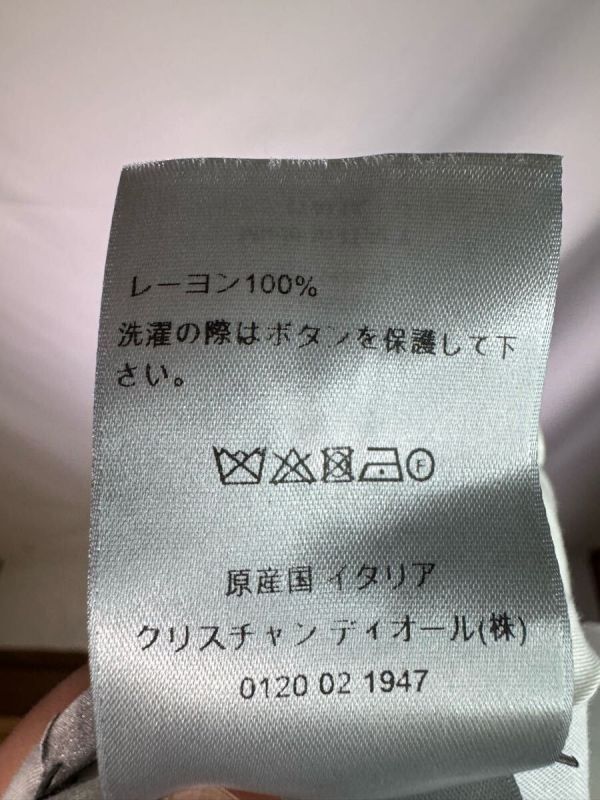 レーヨン100%
洗濯の際はボタンを保護して下
さい。
F
原産国 イタリア
クリスチャン ディオール(株)
0120 02 1947